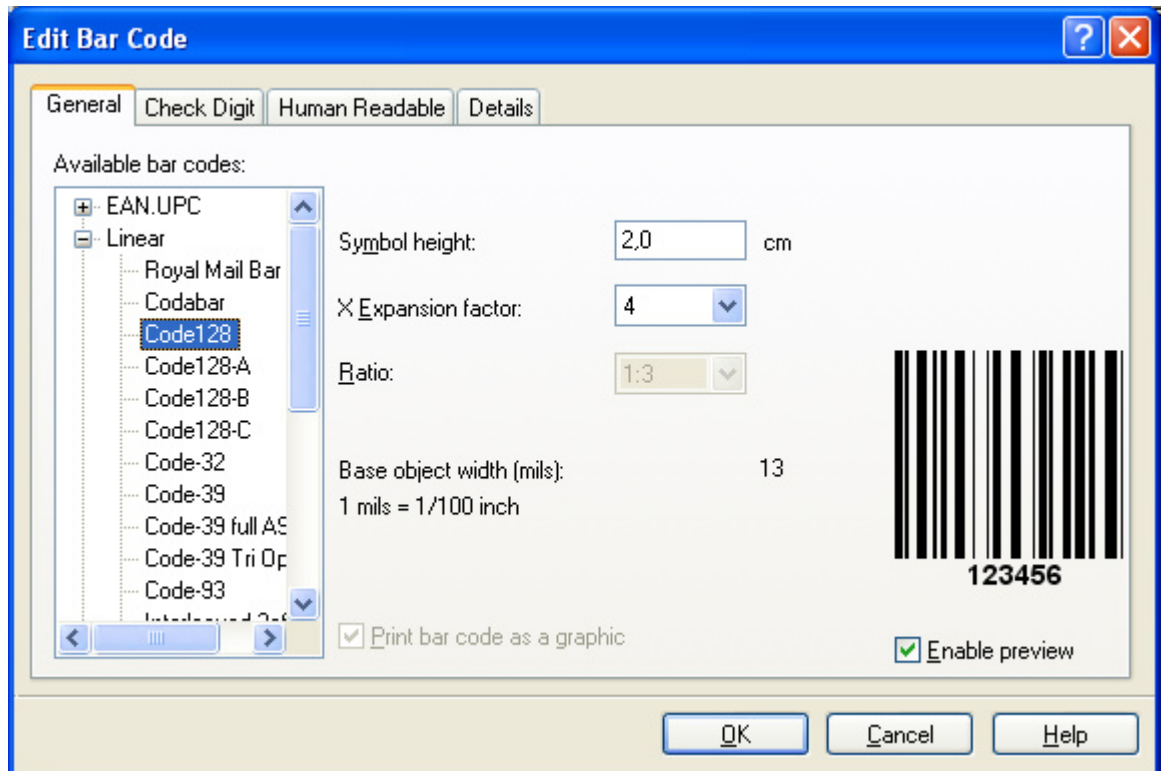 Edit Bar Code
General Check Digit Human Readable Details
Available bar codes:
EAN.UPC
Linear
Royal Mail Bar
Codabar
Code128
Code128-A
Code128-B
Code128-C
Code-32
Code-39
Code-39 full AS
Code-39 Tri Op
Code-93
Symbol height: 2,0 cm
X Expansion factor: 4
Ratio: 1:3
Base object width (mils): 13
1 mils = 1/100 inch
Print bar code as a graphic
123456
Enable preview
OK Cancel Help